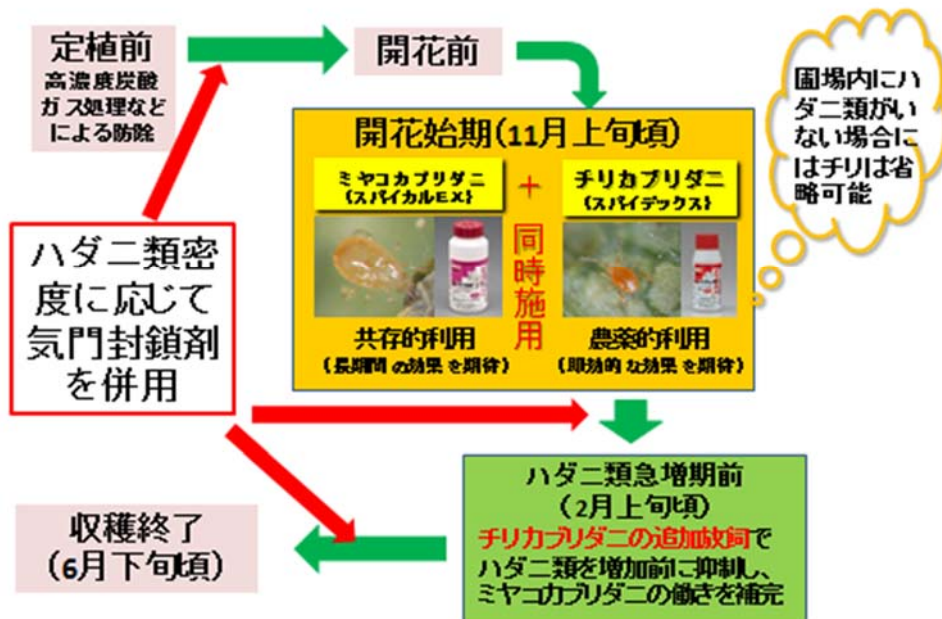 定植前
高濃度炭酸
ガス処理など
による防除
開花前
圃場内にハ
ダニ類がい
ない場合に
はチリは省
略可能
開花始期(11月上旬頃)
ミヤコカブリダニ
(スパイカルEX)
+
同時施用
チリカブリダニ
(スパイデックス)
共存的利用
(長期間の効果を期待)
農薬的利用
(即効的な効果を期待)
ハダニ類密
度に応じて
気門封鎖剤
を併用
ハダニ類急増期前
(2月上旬頃)
チリカブリダニの追加放飼で
ハダニ類を増加前に抑制し、
ミヤコカブリダニの働きを補完
収穫終了
(6月下旬頃)